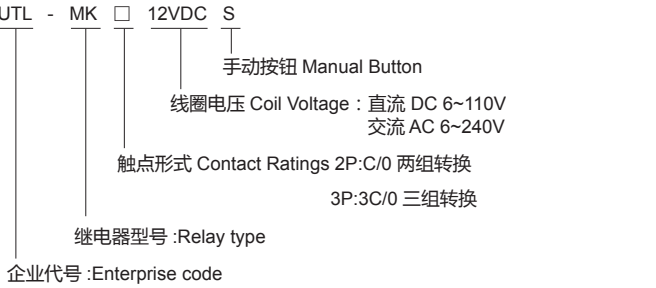 UTL - MK □ 12VDC S
手动按钮 Manual Button
线圈电压 Coil Voltage：直流 DC 6~110V
交流 AC 6~240V
触点形式 Contact Ratings 2P:C/0 两组转换
3P:3C/0 三组转换
继电器型号 :Relay type
企业代号 :Enterprise code